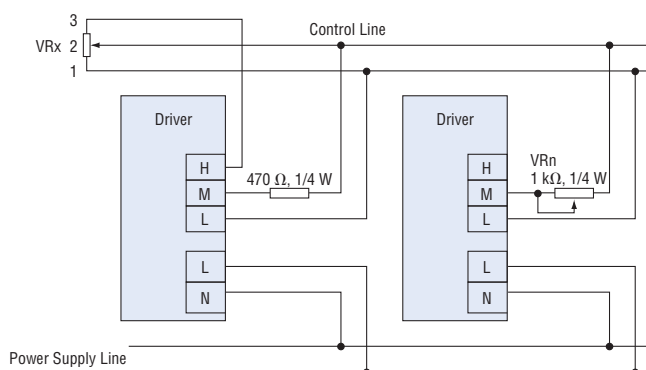 3
Control Line
VRx 2
1
Driver
Driver
H
470 Ω, 1/4 W
M
L
L
N
H
VRn
1 kΩ, 1/4 W
M
L
L
N
Power Supply Line